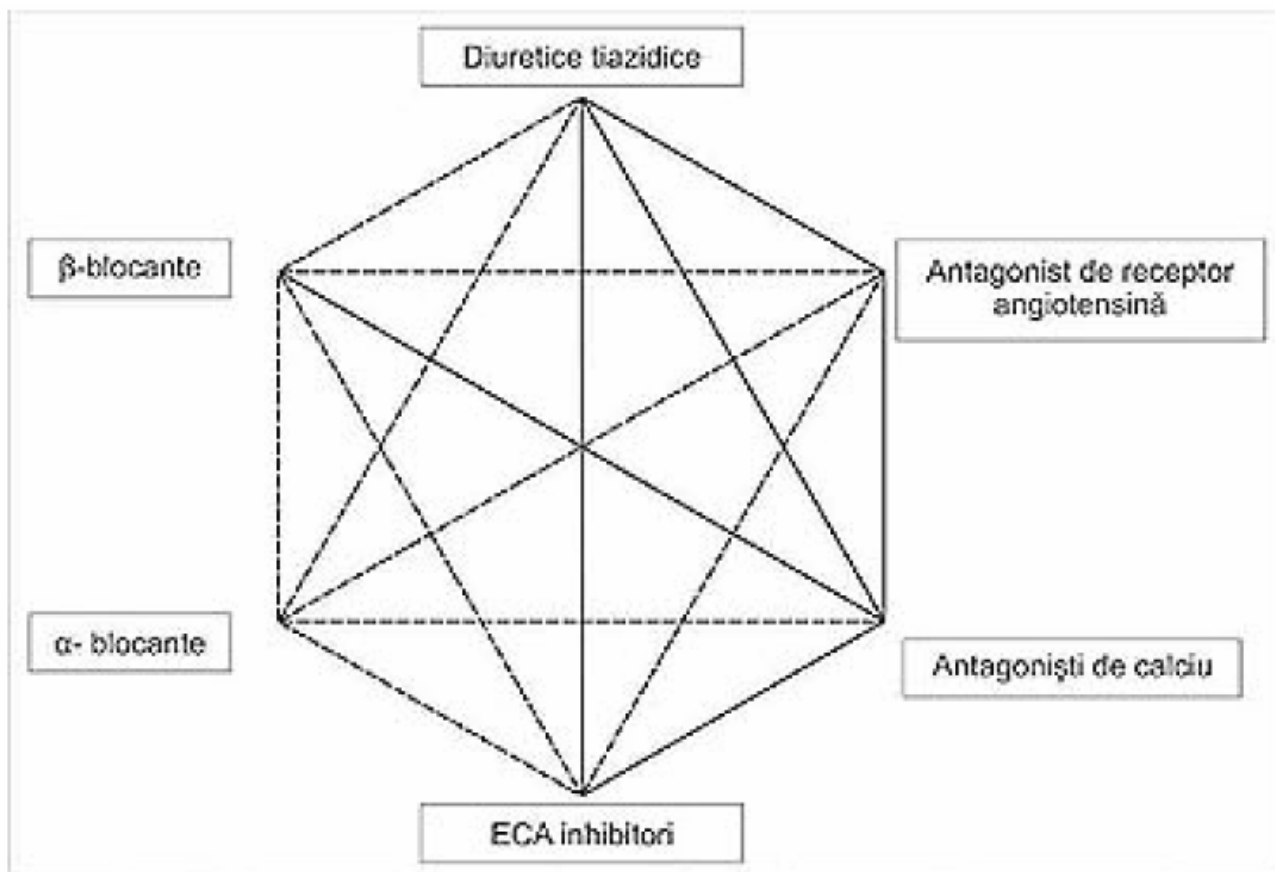 Diuretice tiazidice
β-blocante
Antagonist de receptor
angiotensină
α- blocante
Antagoniști de calciu
ECA inhibitori